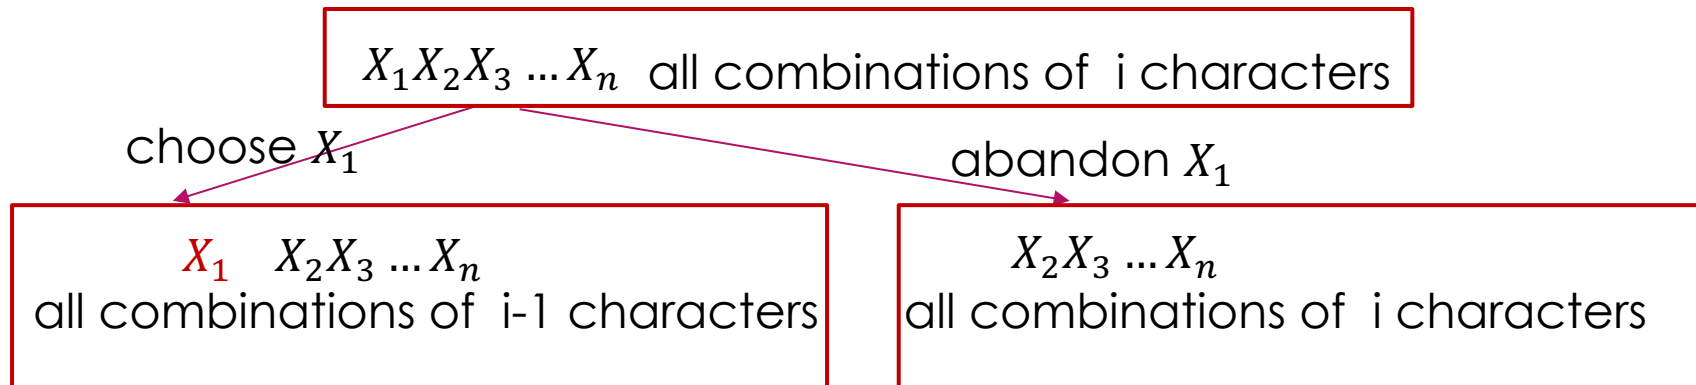 X₁X₂X₃ … Xₙ all combinations of i characters
choose X₁
abandon X₁
X₁ X₂X₃ … Xₙ
all combinations of i-1 characters
X₂X₃ … Xₙ
all combinations of i characters